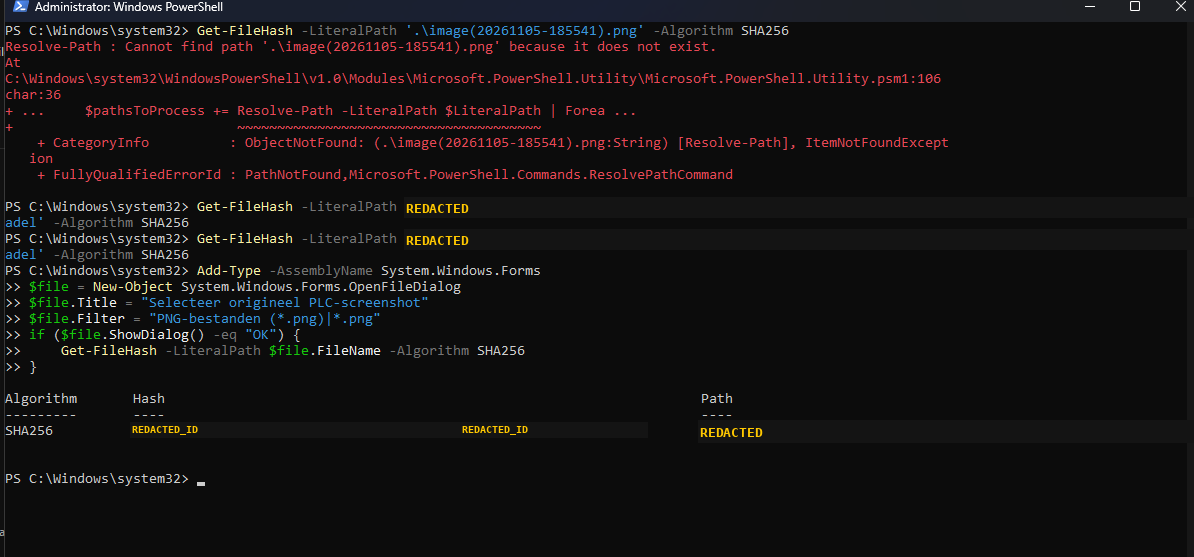 Administrator: Windows PowerShell
PS C:\Windows\system32> Get-FileHash -LiteralPath '.\image(20261105-185541).png' -Algorithm SHA256
Resolve-Path : Cannot find path '.\image(20261105-185541).png' because it does not exist.
At
C:\Windows\system32\WindowsPowerShell\v1.0\Modules\Microsoft.PowerShell.Utility\Microsoft.PowerShell.Utility.psm1:106
char:36
+ ...     $pathsToProcess += Resolve-Path -LiteralPath $LiteralPath | Forea ...
+                            ~~~~~~~~~~~~~~~~~~~~~~~~~~~~~~~~~~~~~~
    + CategoryInfo          : ObjectNotFound: (.\image(20261105-185541).png:String) [Resolve-Path], ItemNotFoundExcept
   ion
    + FullyQualifiedErrorId : PathNotFound,Microsoft.PowerShell.Commands.ResolvePathCommand
PS C:\Windows\system32> Get-FileHash -LiteralPath REDACTED
adel' -Algorithm SHA256
PS C:\Windows\system32> Get-FileHash -LiteralPath REDACTED
adel' -Algorithm SHA256
PS C:\Windows\system32> Add-Type -AssemblyName System.Windows.Forms
>> $file = New-Object System.Windows.Forms.OpenFileDialog
>> $file.Title = "Selecteer origineel PLC-screenshot"
>> $file.Filter = "PNG-bestanden (*.png)|*.png"
>> if ($file.ShowDialog() -eq "OK") {
>>     Get-FileHash -LiteralPath $file.FileName -Algorithm SHA256
>> }
Algorithm       Hash                                                                   Path
---------       ----                                                                   ----
SHA256          REDACTED_ID                              REDACTED_ID                   REDACTED
PS C:\Windows\system32>